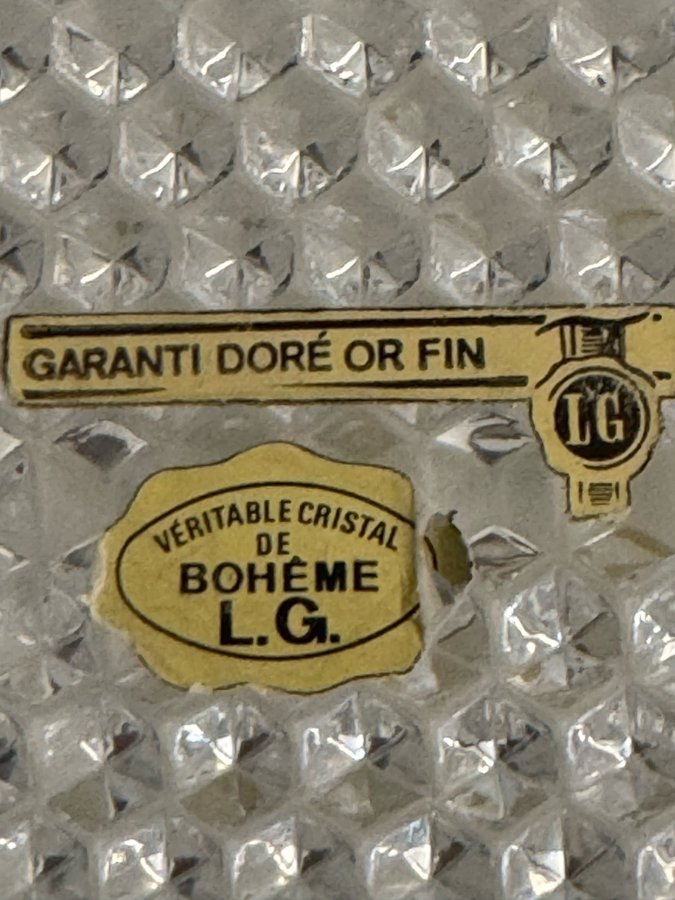 GARANTI DORÉ OR FIN
LG
VÉRITABLE CRISTAL
DE
BOHÊME
L.G.